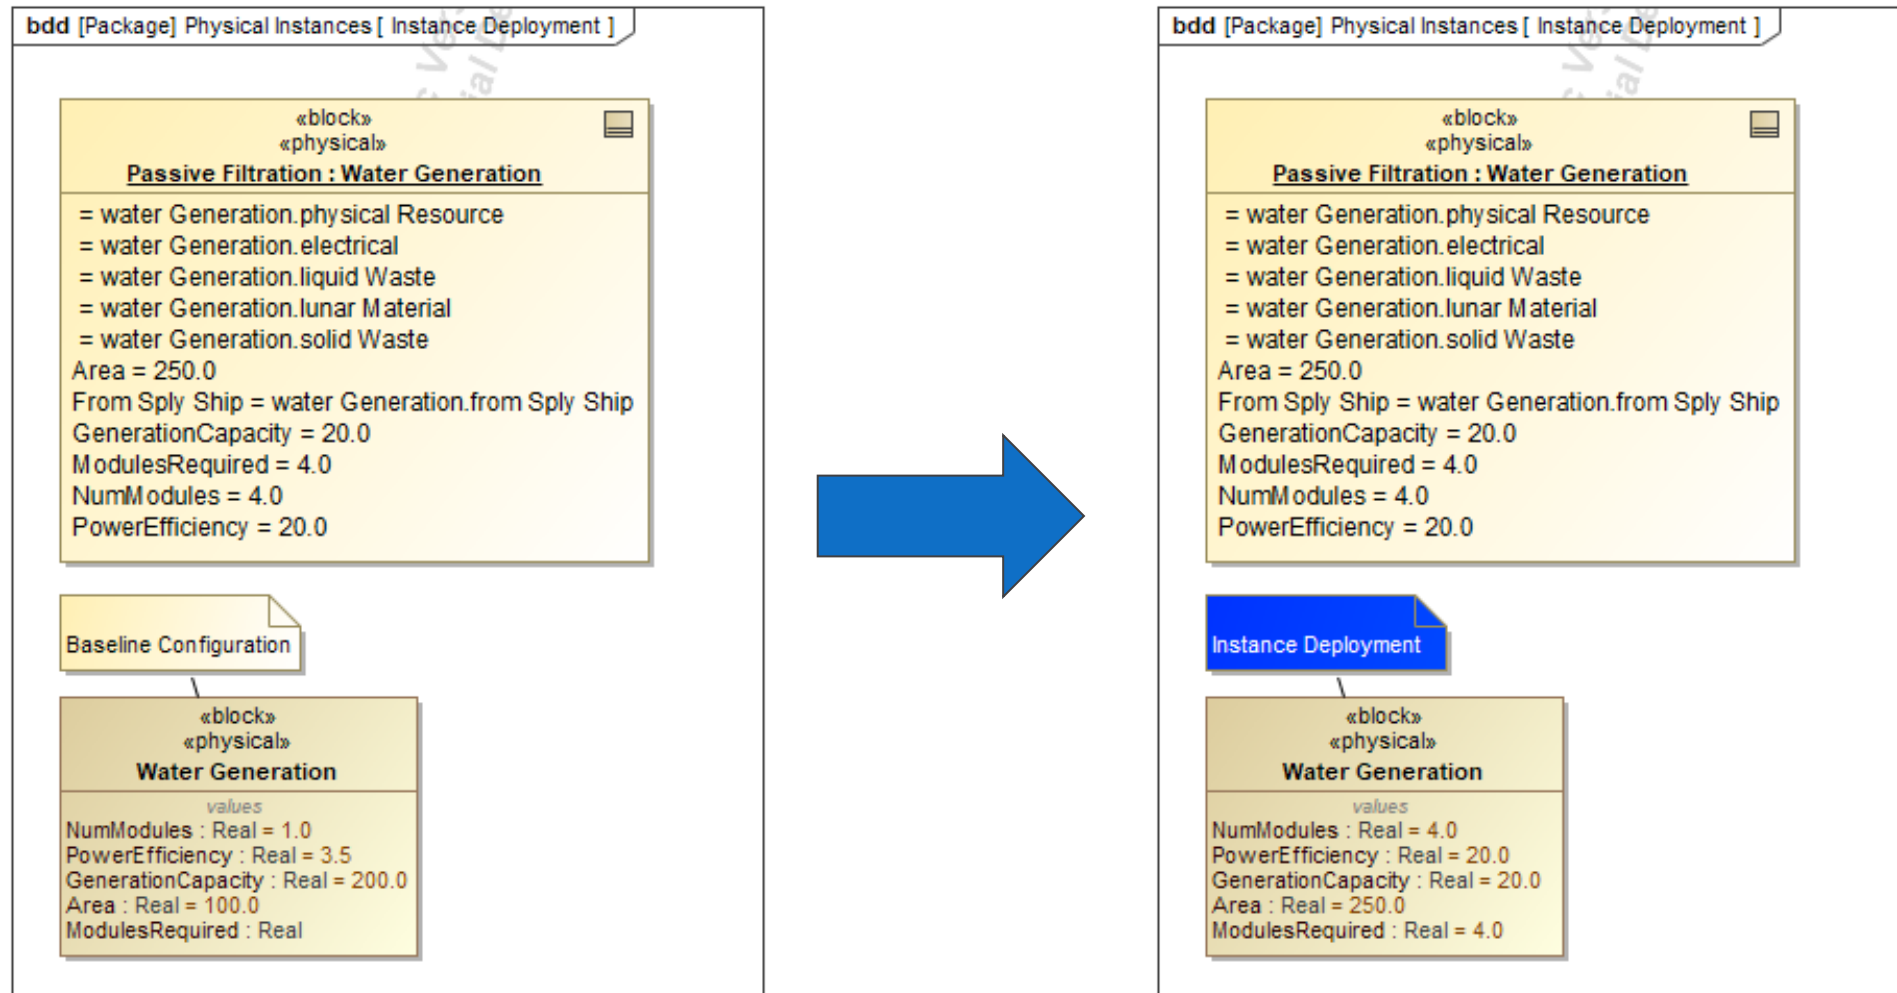 bdd [Package] Physical Instances [ Instance Deployment ]
«block»
«physical»
Passive Filtration : Water Generation
= water Generation.physical Resource
= water Generation.electrical
= water Generation.liquid Waste
= water Generation.lunar Material
= water Generation.solid Waste
Area = 250.0
From Sply Ship = water Generation.from Sply Ship
GenerationCapacity = 20.0
ModulesRequired = 4.0
NumModules = 4.0
PowerEfficiency = 20.0
Baseline Configuration
«block»
«physical»
Water Generation
values
NumModules : Real = 1.0
PowerEfficiency : Real = 3.5
GenerationCapacity : Real = 200.0
Area : Real = 100.0
ModulesRequired : Real
bdd [Package] Physical Instances [ Instance Deployment ]
«block»
«physical»
Passive Filtration : Water Generation
= water Generation.physical Resource
= water Generation.electrical
= water Generation.liquid Waste
= water Generation.lunar Material
= water Generation.solid Waste
Area = 250.0
From Sply Ship = water Generation.from Sply Ship
GenerationCapacity = 20.0
ModulesRequired = 4.0
NumModules = 4.0
PowerEfficiency = 20.0
Instance Deployment
«block»
«physical»
Water Generation
values
NumModules : Real = 4.0
PowerEfficiency : Real = 20.0
GenerationCapacity : Real = 20.0
Area : Real = 250.0
ModulesRequired : Real = 4.0